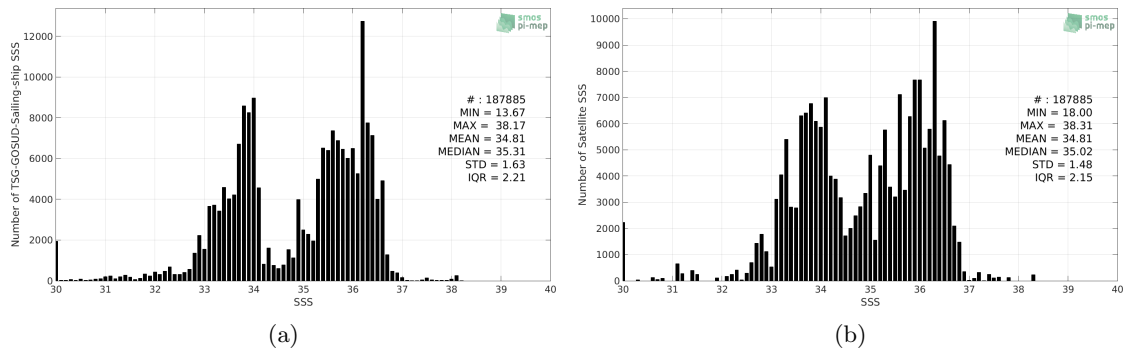 smos
pi-mep
Number of TSG-GOSUD-Sailing-ship SSS
12000
10000
8000
6000
4000
2000
0
# : 187885
MIN = 13.67
MAX = 38.17
MEAN = 34.81
MEDIAN = 35.31
STD = 1.63
IQR = 2.21
30 31 32 33 34 35 36 37 38 39 40
SSS
(a)
smos
pi-mep
Number of Satellite SSS
10000
9000
8000
7000
6000
5000
4000
3000
2000
1000
0
# : 187885
MIN = 18.00
MAX = 38.31
MEAN = 34.81
MEDIAN = 35.02
STD = 1.48
IQR = 2.15
30 31 32 33 34 35 36 37 38 39 40
SSS
(b)